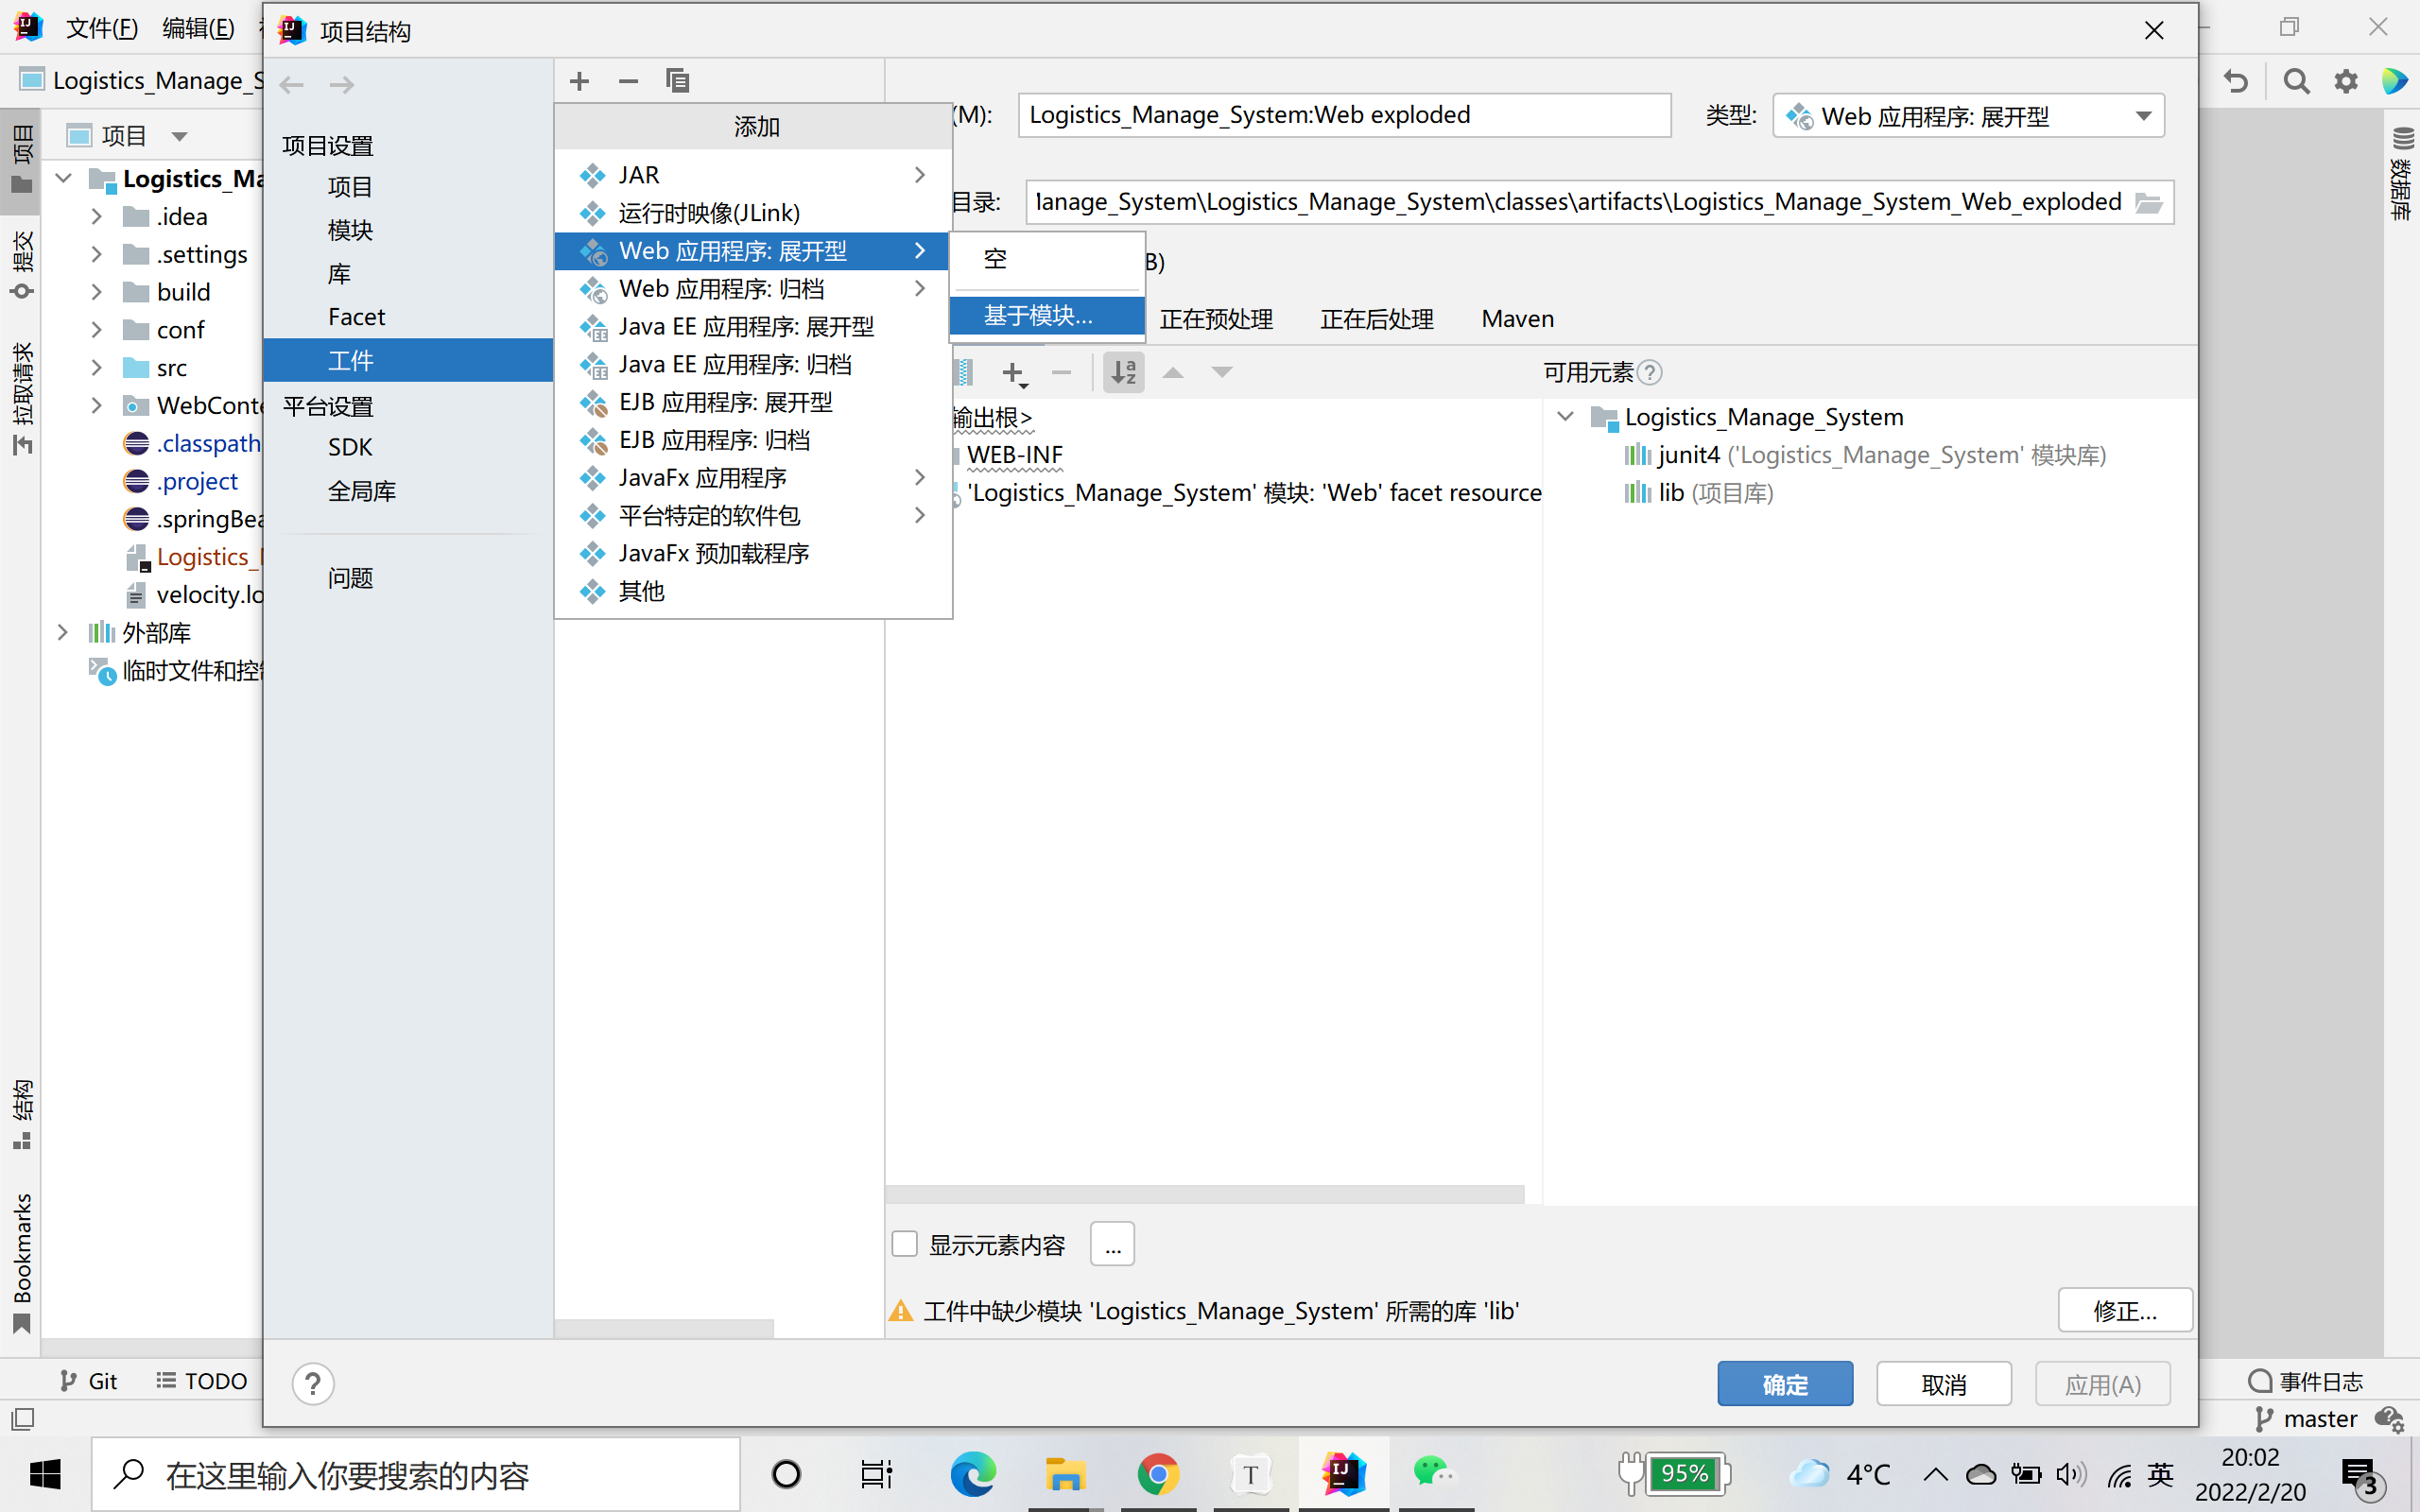 文件(F) 编辑(E)
项目结构
Logistics_Manage_S
项目
Logistics_Ma
.idea
.settings
build
conf
src
WebConte
.classpath
.project
.springBea
Logistics_
velocity.lo
外部库
临时文件和控
项目
提交
拉取请求
结构
Bookmarks
项目设置
项目
模块
库
Facet
工件
平台设置
SDK
全局库
问题
添加
JAR
运行时映像(JLink)
Web 应用程序: 展开型
Web 应用程序: 归档
Java EE 应用程序: 展开型
Java EE 应用程序: 归档
EJB 应用程序: 展开型
EJB 应用程序: 归档
JavaFx 应用程序
平台特定的软件包
JavaFx 预加载程序
其他
空
基于模块...
(M): Logistics_Manage_System:Web exploded 类型: Web 应用程序: 展开型
目录: lanage_System\Logistics_Manage_System\classes\artifacts\Logistics_Manage_System_Web_exploded
B)
正在预处理 正在后处理 Maven
可用元素
输出根>
WEB-INF
'Logistics_Manage_System' 模块: 'Web' facet resource
Logistics_Manage_System
junit4 ('Logistics_Manage_System' 模块库)
lib (项目库)
显示元素内容 ...
工件中缺少模块 'Logistics_Manage_System' 所需的库 'lib' 修正...
? 确定 取消 应用(A)
数据库
Git TODO 事件日志
master
在这里输入你要搜索的内容
95% 4°C 英 20:02
2022/2/20 3